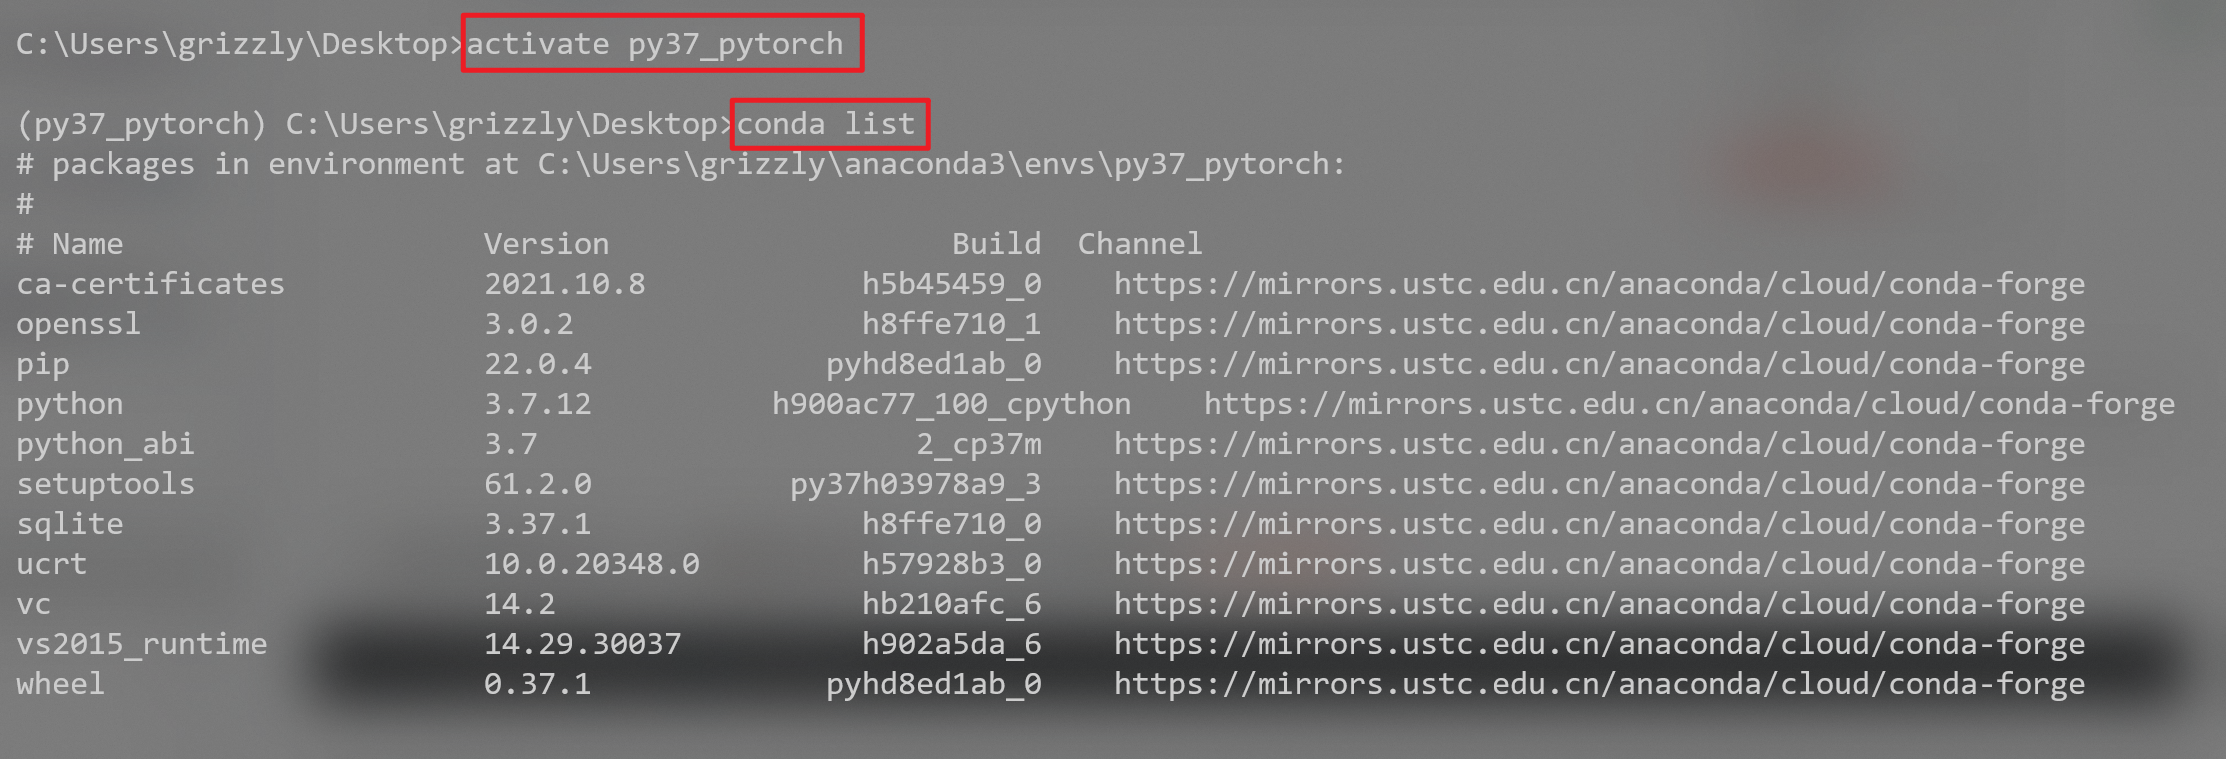 C:\Users\grizzly\Desktop>activate py37_pytorch
(py37_pytorch) C:\Users\grizzly\Desktop>conda list
# packages in environment at C:\Users\grizzly\anaconda3\envs\py37_pytorch:
#
# Name                    Version                   Build  Channel
ca-certificates           2021.10.8            h5b45459_0    https://mirrors.ustc.edu.cn/anaconda/cloud/conda-forge
openssl                   3.0.2                h8ffe710_1    https://mirrors.ustc.edu.cn/anaconda/cloud/conda-forge
pip                       22.0.4             pyhd8ed1ab_0    https://mirrors.ustc.edu.cn/anaconda/cloud/conda-forge
python                    3.7.12          h900ac77_100_cpython    https://mirrors.ustc.edu.cn/anaconda/cloud/conda-forge
python_abi                3.7                     2_cp37m    https://mirrors.ustc.edu.cn/anaconda/cloud/conda-forge
setuptools                61.2.0           py37h03978a9_3    https://mirrors.ustc.edu.cn/anaconda/cloud/conda-forge
sqlite                    3.37.1               h8ffe710_0    https://mirrors.ustc.edu.cn/anaconda/cloud/conda-forge
ucrt                      10.0.20348.0         h57928b3_0    https://mirrors.ustc.edu.cn/anaconda/cloud/conda-forge
vc                        14.2                 hb210afc_6    https://mirrors.ustc.edu.cn/anaconda/cloud/conda-forge
vs2015_runtime            14.29.30037          h902a5da_6    https://mirrors.ustc.edu.cn/anaconda/cloud/conda-forge
wheel                     0.37.1             pyhd8ed1ab_0    https://mirrors.ustc.edu.cn/anaconda/cloud/conda-forge